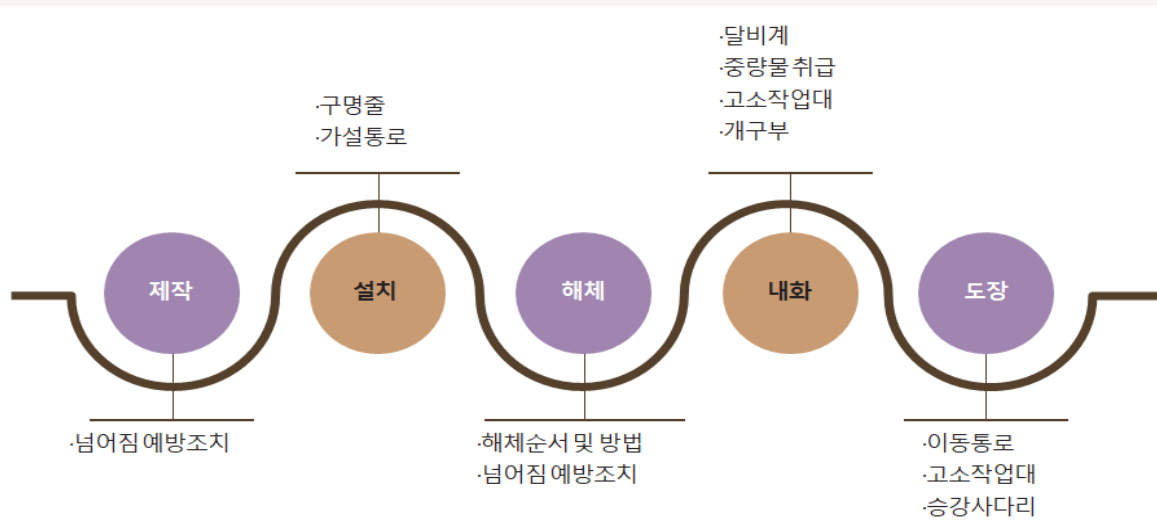 ·달비계
·중량물 취급
·고소작업대
·개구부
·구명줄
·가설통로
제작
설치
해체
내화
도장
·넘어짐 예방조치
·해체순서 및 방법
·넘어짐 예방조치
·이동통로
·고소작업대
·승강사다리